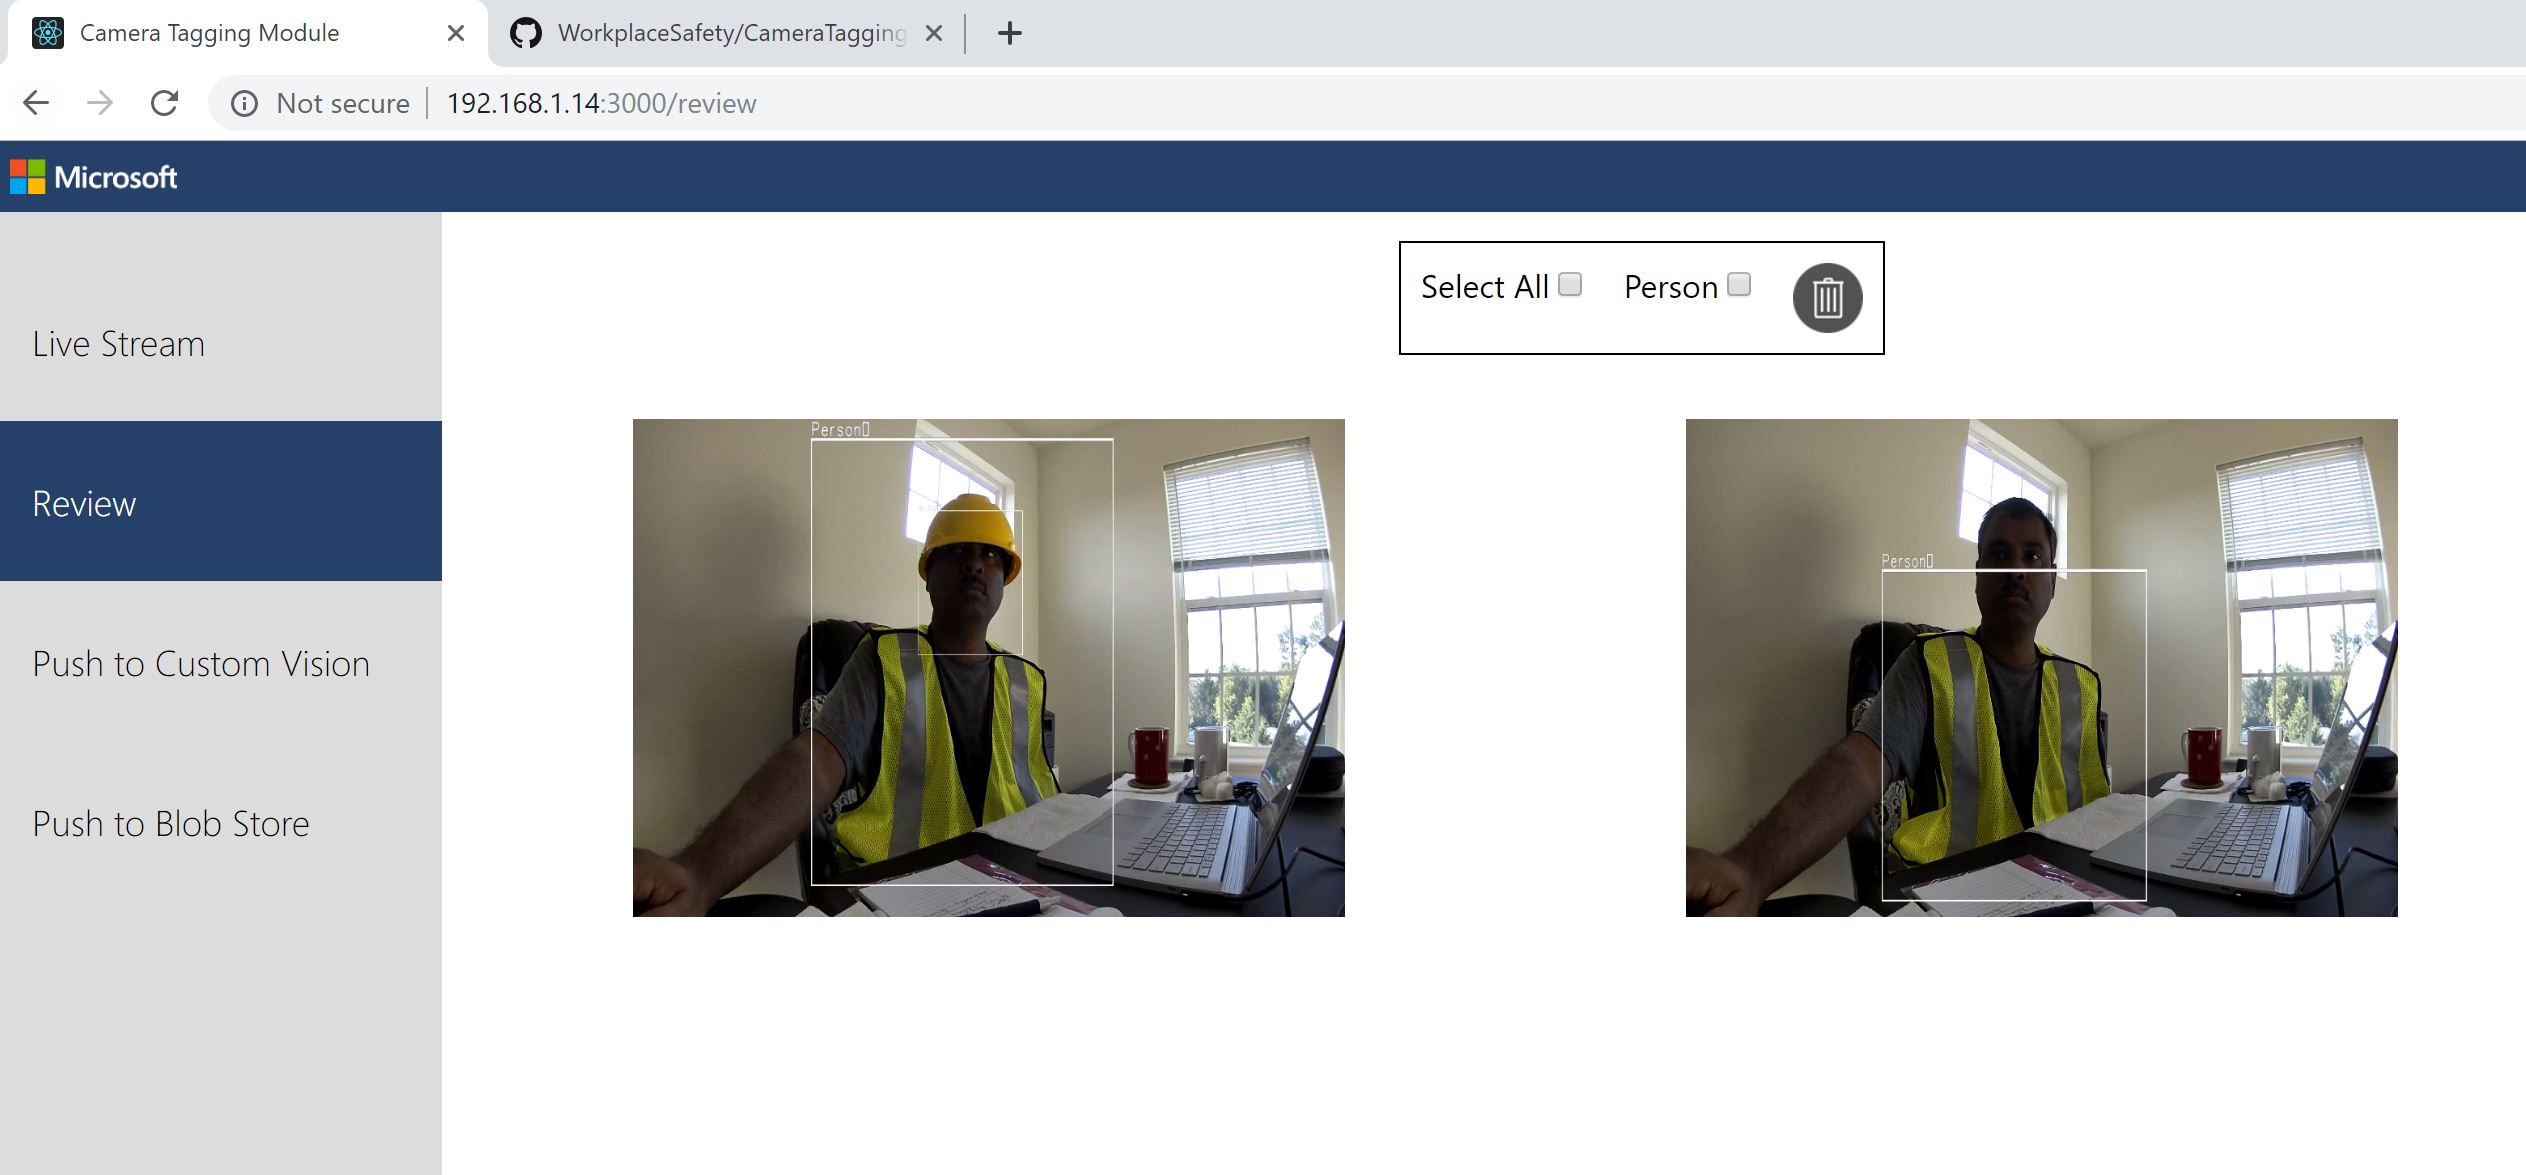 Camera Tagging Module
WorkplaceSafety/CameraTagging
Not secure
192.168.1.14:3000/review
Microsoft
Select All
Person
Live Stream
Review
Push to Custom Vision
Push to Blob Store
Person
Person